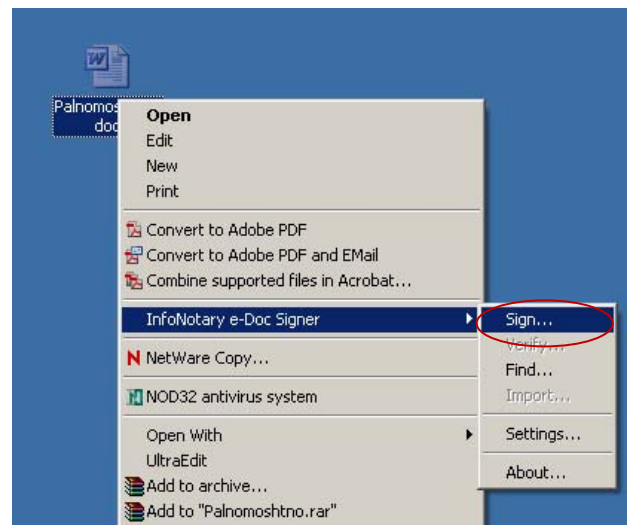 Palnomos
doc
Open
Edit
New
Print
Convert to Adobe PDF
Convert to Adobe PDF and EMail
Combine supported files in Acrobat...
InfoNotary e-Doc Signer
NetWare Copy...
NOD32 antivirus system
Open With
UltraEdit
Add to archive...
Add to "Palnomoshtno.rar"
Sign...
Verify...
Find...
Import...
Settings...
About...